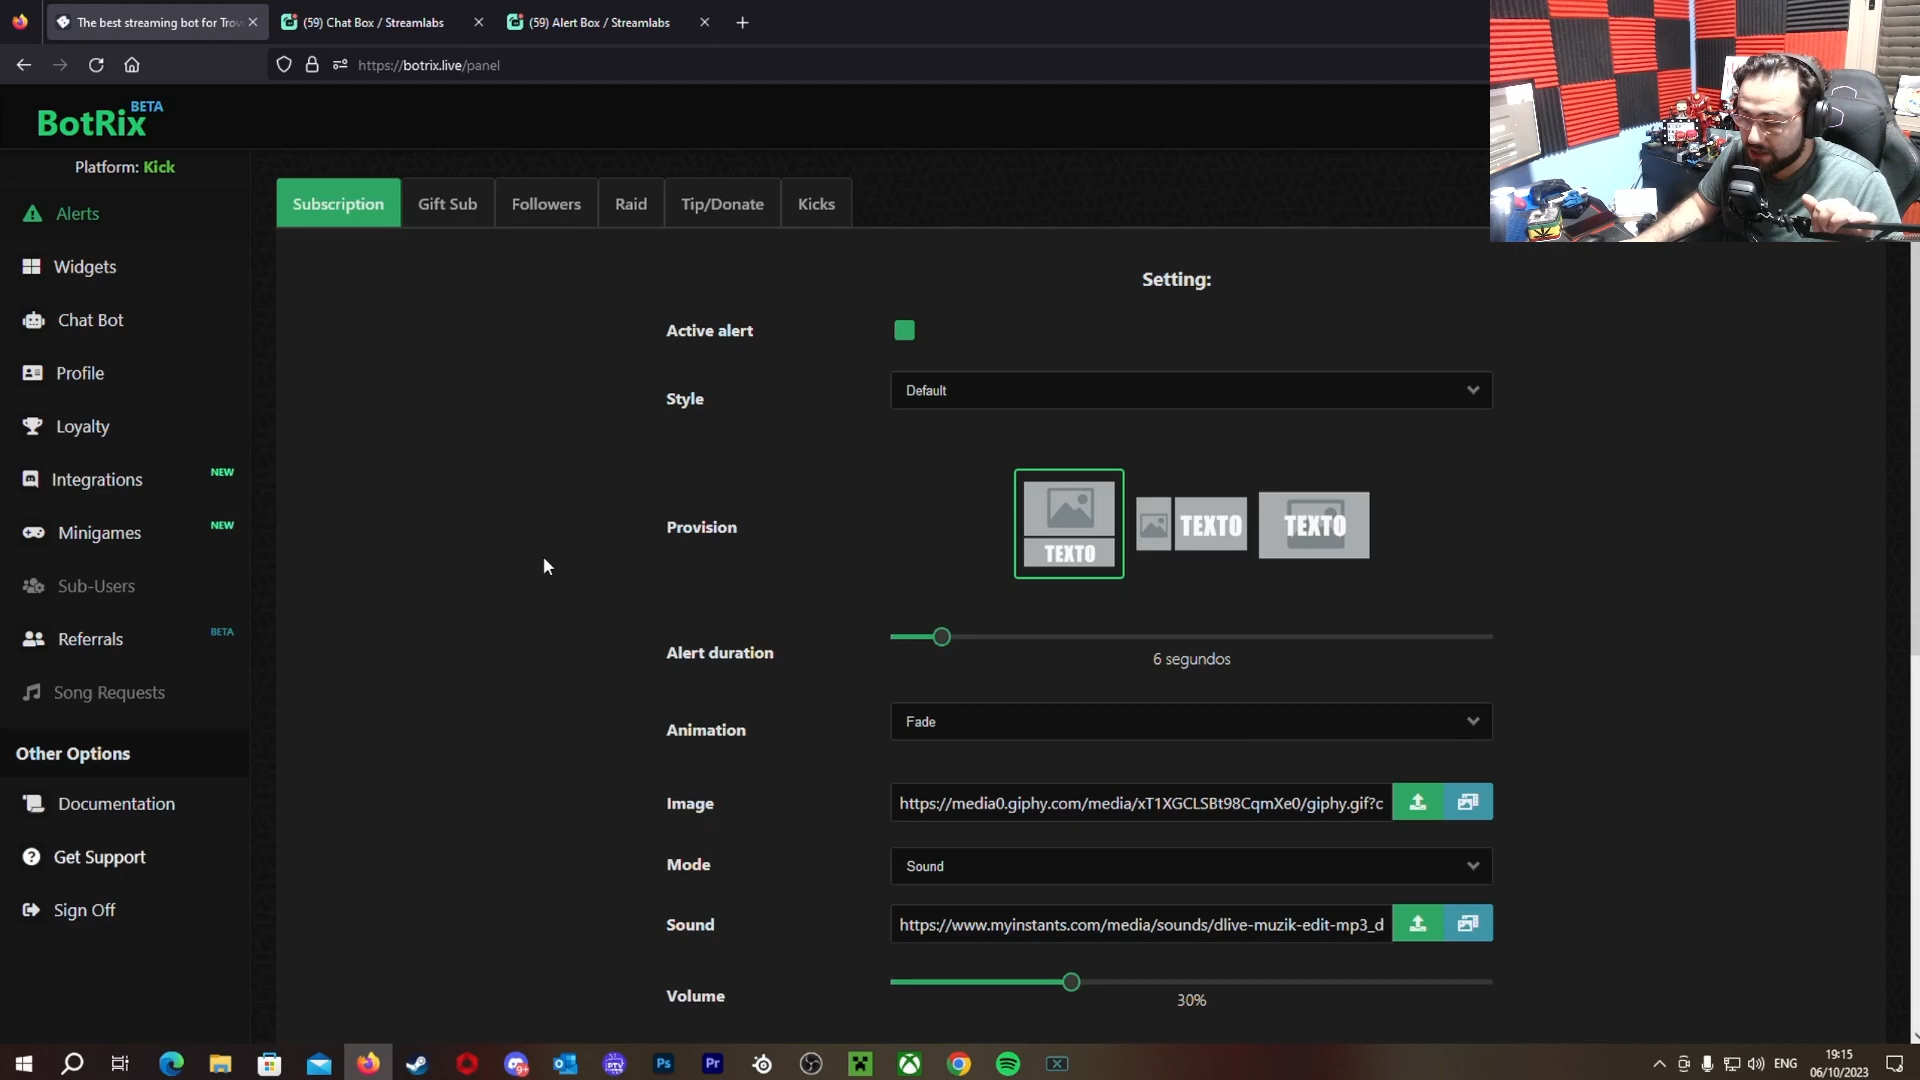 The best streaming bot for Trov
(59) Chat Box / Streamlabs
(59) Alert Box / Streamlabs
https://botrix.live/panel
BotRix BETA
Platform: Kick
Alerts
Widgets
Chat Bot
Profile
Loyalty
Integrations NEW
Minigames NEW
Sub-Users
Referrals BETA
Song Requests
Other Options
Documentation
Get Support
Sign Off
Subscription Gift Sub Followers Raid Tip/Donate Kicks
Setting:
Active alert
Style Default
Provision TEXTO TEXTO TEXTO
Alert duration 6 segundos
Animation Fade
Image https://media0.giphy.com/media/xT1XGCLSBt98CqmXe0/giphy.gif?c
Mode Sound
Sound https://www.myinstants.com/media/sounds/dlive-muzik-edit-mp3_d
Volume 30%
9+ IPTV Ps Pr
ENG 19:15
06/10/2023